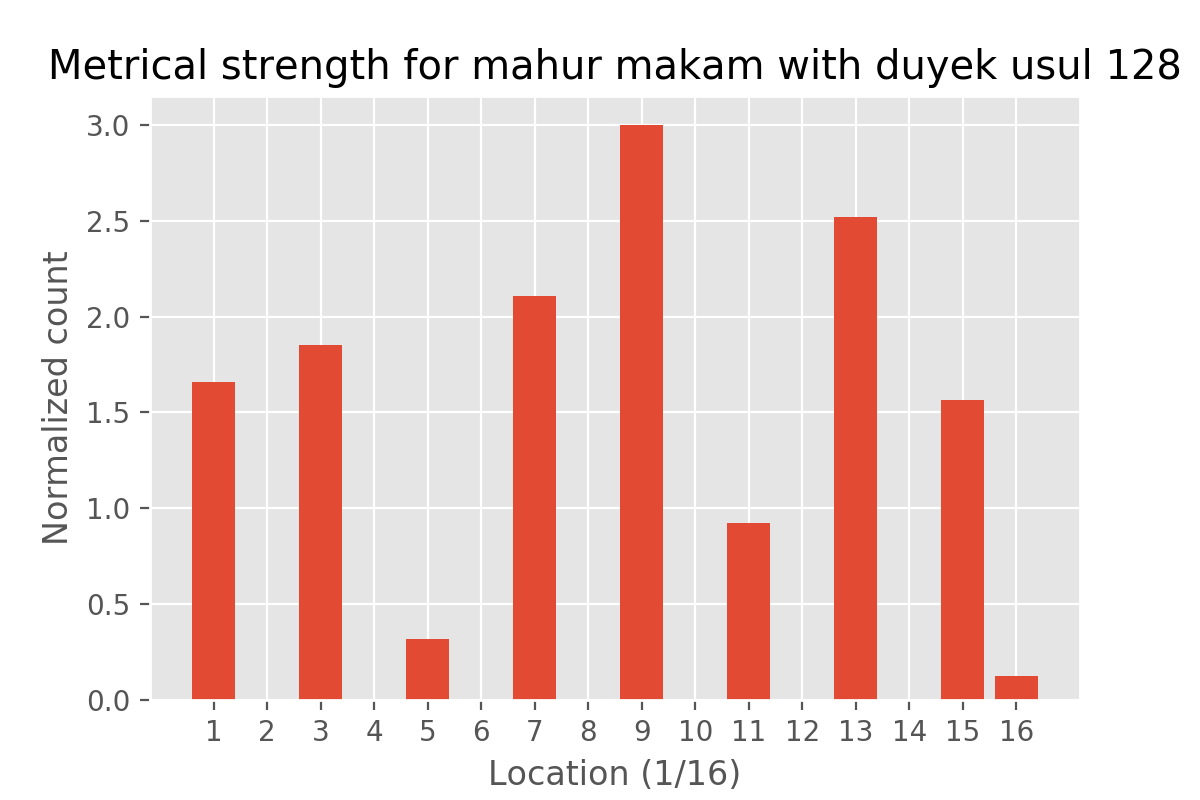 Metrical strength for mahur makam with duyek usul 128
3.0
2.5
2.0
1.5
1.0
0.5
0.0
Normalized count
1 2 3 4 5 6 7 8 9 10 11 12 13 14 15 16
Location (1/16)